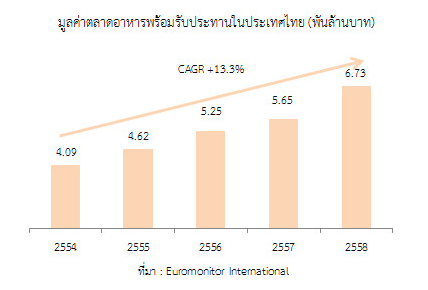 มูลค่าตลาดอาหารพร้อมรับประทานในประเทศไทย (พันล้านบาท)
CAGR +13.3%
6.73
5.65
5.25
4.62
4.09
2554 2555 2556 2557 2558
ที่มา : Euromonitor International